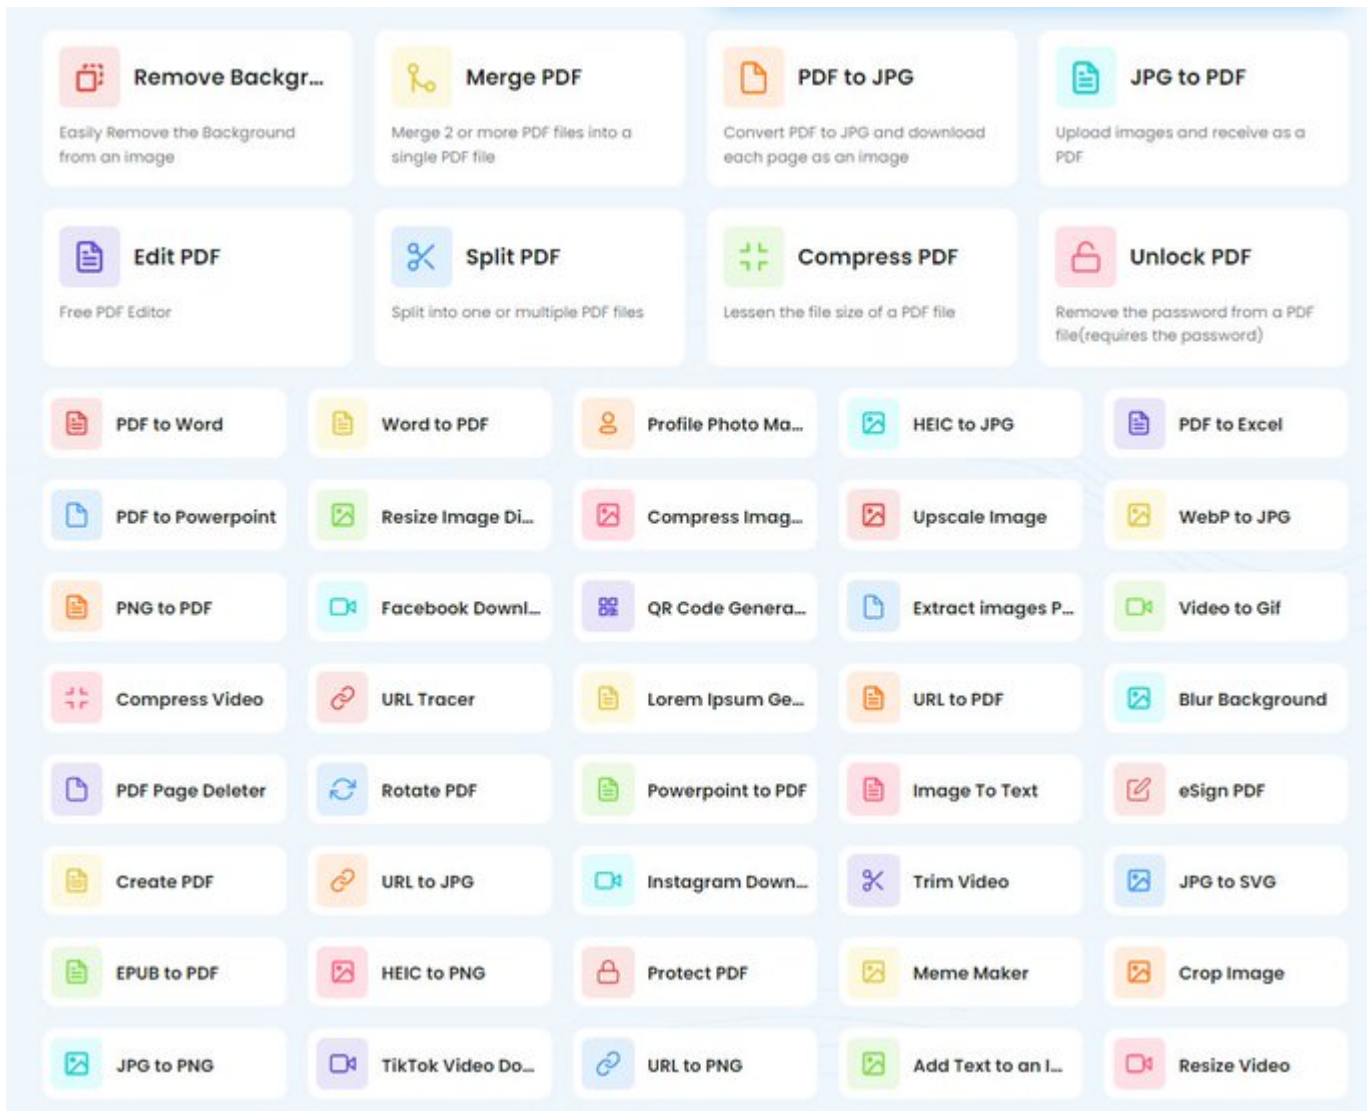 Remove Backgr...
Easily Remove the Background
from an image
Merge PDF
Merge 2 or more PDF files into a
single PDF file
PDF to JPG
Convert PDF to JPG and download
each page as an image
JPG to PDF
Upload images and receive as a
PDF
Edit PDF
Free PDF Editor
Split PDF
Split into one or multiple PDF files
Compress PDF
Lessen the file size of a PDF file
Unlock PDF
Remove the password from a PDF
file(requires the password)
PDF to Word
Word to PDF
Profile Photo Ma...
HEIC to JPG
PDF to Excel
PDF to Powerpoint
Resize Image Di...
Compress Imag...
Upscale Image
WebP to JPG
PNG to PDF
Facebook Downl...
QR Code Genera...
Extract images P...
Video to Gif
Compress Video
URL Tracer
Lorem Ipsum Ge...
URL to PDF
Blur Background
PDF Page Deleter
Rotate PDF
Powerpoint to PDF
Image To Text
eSign PDF
Create PDF
URL to JPG
Instagram Down...
Trim Video
JPG to SVG
EPUB to PDF
HEIC to PNG
Protect PDF
Meme Maker
Crop Image
JPG to PNG
TikTok Video Do...
URL to PNG
Add Text to an I...
Resize Video